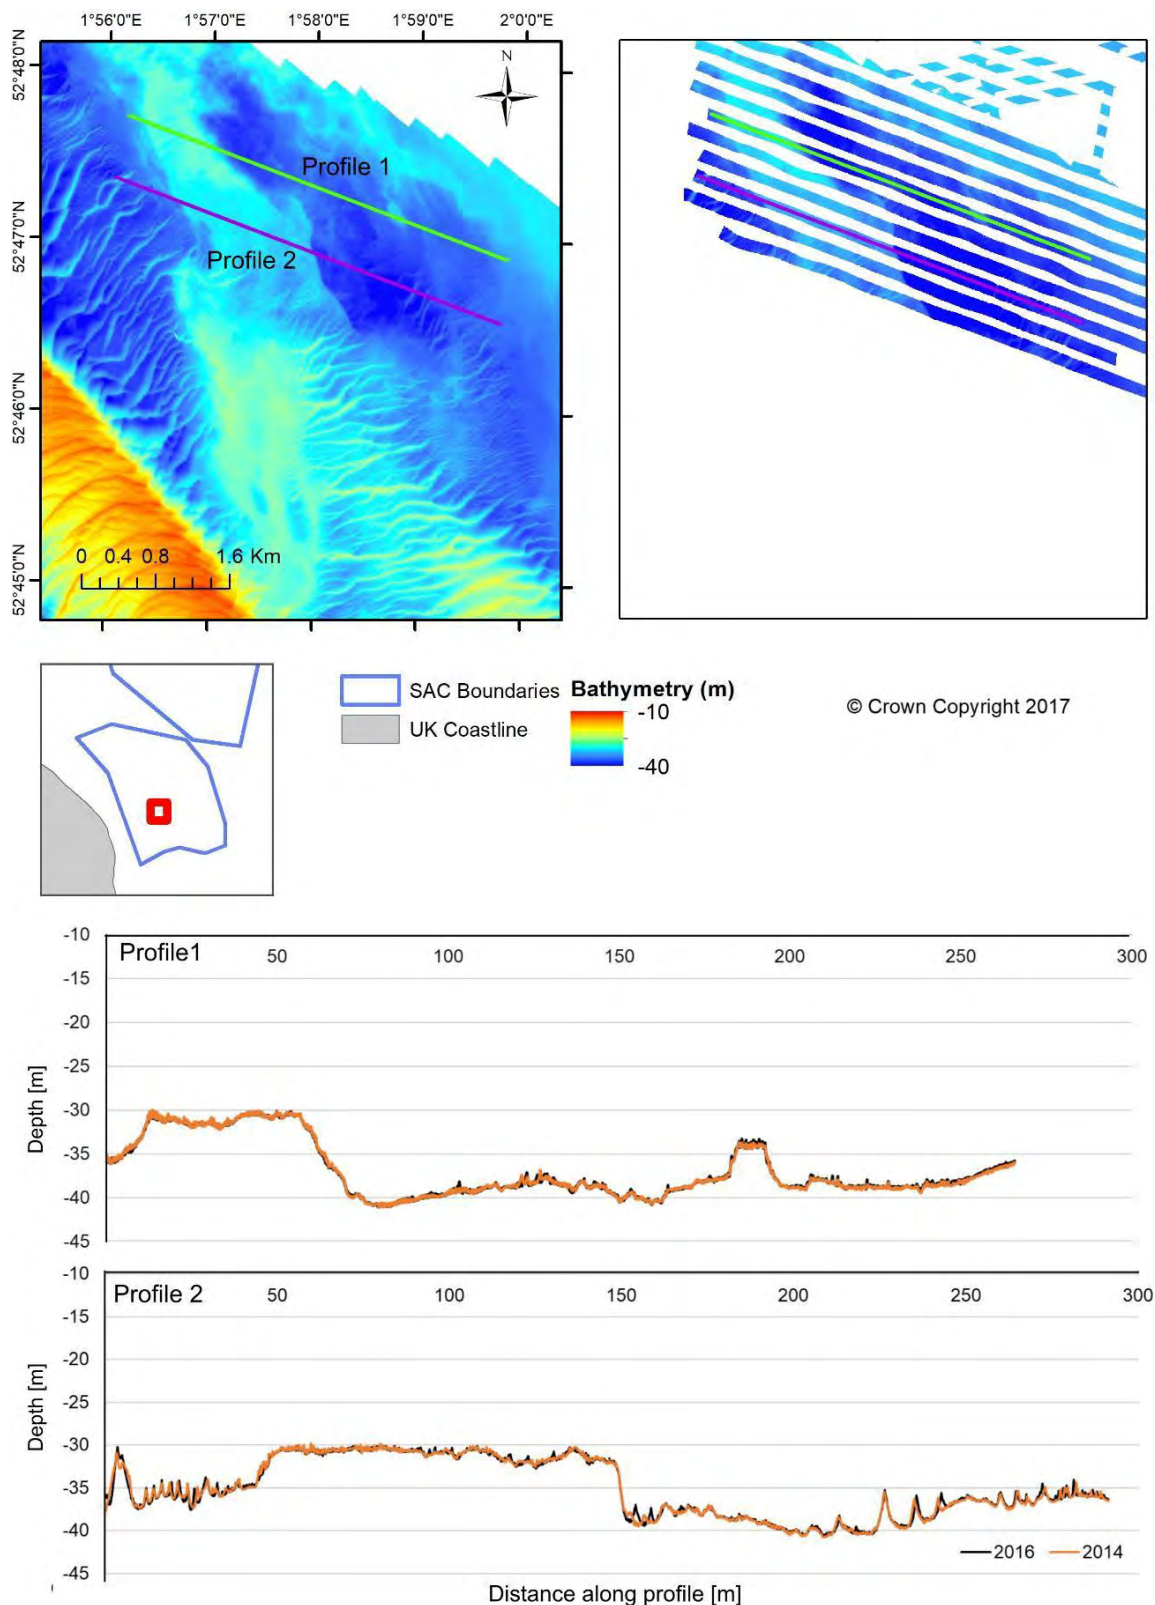 1°56'0"E 1°57'0"E 1°58'0"E 1°59'0"E 2°0'0"E
52°48'0"N
N
Profile 1
52°47'0"N
Profile 2
52°46'0"N
0 0.4 0.8 1.6 Km
52°45'0"N
SAC Boundaries
UK Coastline
Bathymetry (m)
-10
-40
© Crown Copyright 2017
-10
Profile1 50 100 150 200 250 300
-15
-20
-25
-30
-35
-40
-45
Depth [m]
-10
Profile 2 50 100 150 200 250 300
-15
-20
-25
-30
-35
-40
-45
Depth [m]
2016 2014
Distance along profile [m]